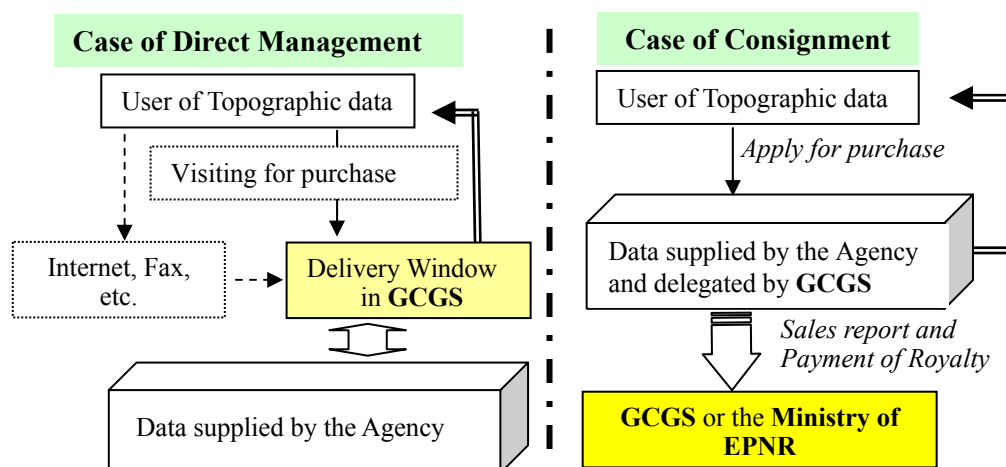 Case of Direct Management
User of Topographic data
Visiting for purchase
Internet, Fax,
etc.
Delivery Window
in GCGS
Data supplied by the Agency
Case of Consignment
User of Topographic data
Apply for purchase
Data supplied by the Agency
and delegated by GCGS
Sales report and
Payment of Royalty
GCGS or the Ministry of
EPNR